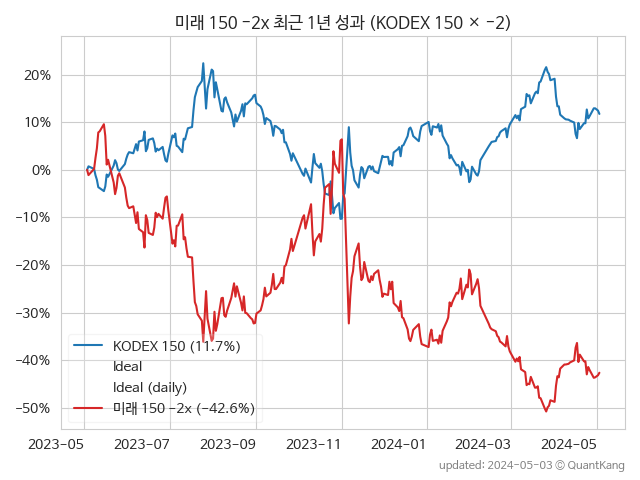 미래 150 −2x 최근 1년 성과 (KODEX 150 × −2)
20%
10%
0%
−10%
−20%
−30%
−40%
−50%
KODEX 150 (11.7%)
Ideal
Ideal (daily)
미래 150 −2x (−42.6%)
2023-05 2023-07 2023-09 2023-11 2024-01 2024-03 2024-05
updated: 2024-05-03 © QuantKang